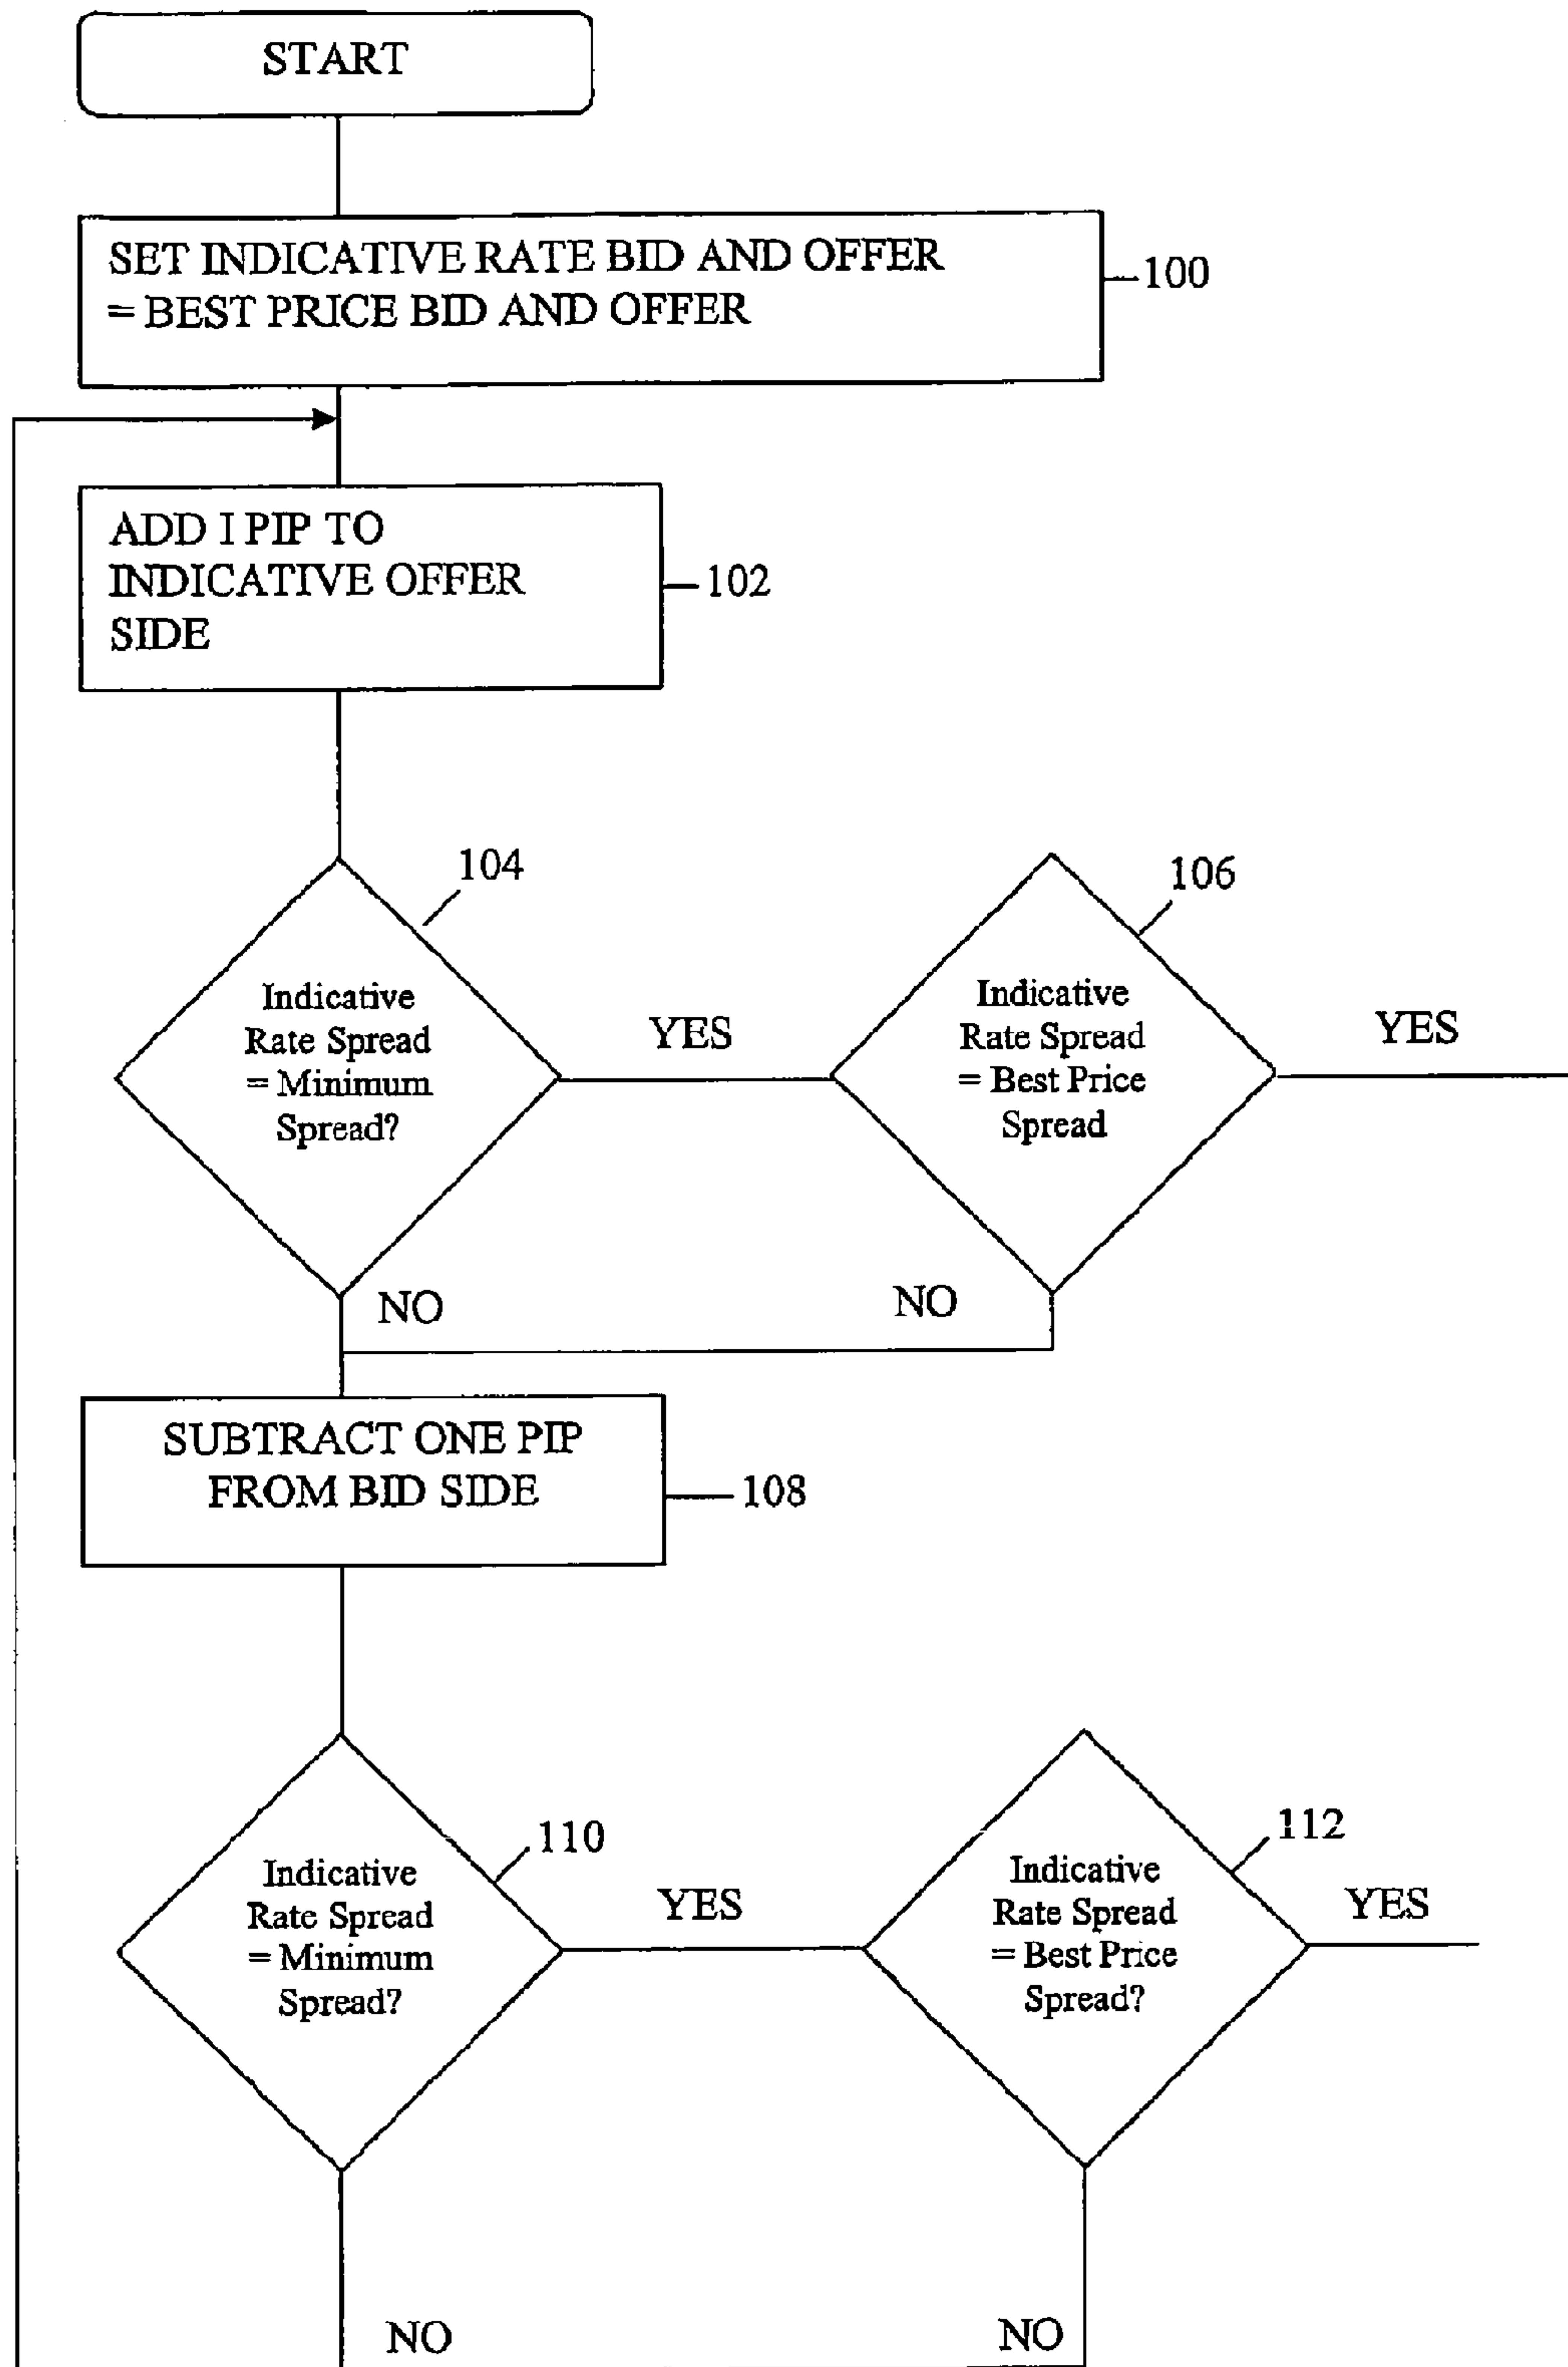 START
SET INDICATIVE RATE BID AND OFFER
= BEST PRICE BID AND OFFER
100
ADD I PIP TO
INDICATIVE OFFER
SIDE
102
104
106
Indicative
Rate Spread
= Minimum
Spread?
YES
Indicative
Rate Spread
= Best Price
Spread
YES
NO
NO
SUBTRACT ONE PIP
FROM BID SIDE
108
110
112
Indicative
Rate Spread
= Minimum
Spread?
YES
Indicative
Rate Spread
= Best Price
Spread?
YES
NO
NO